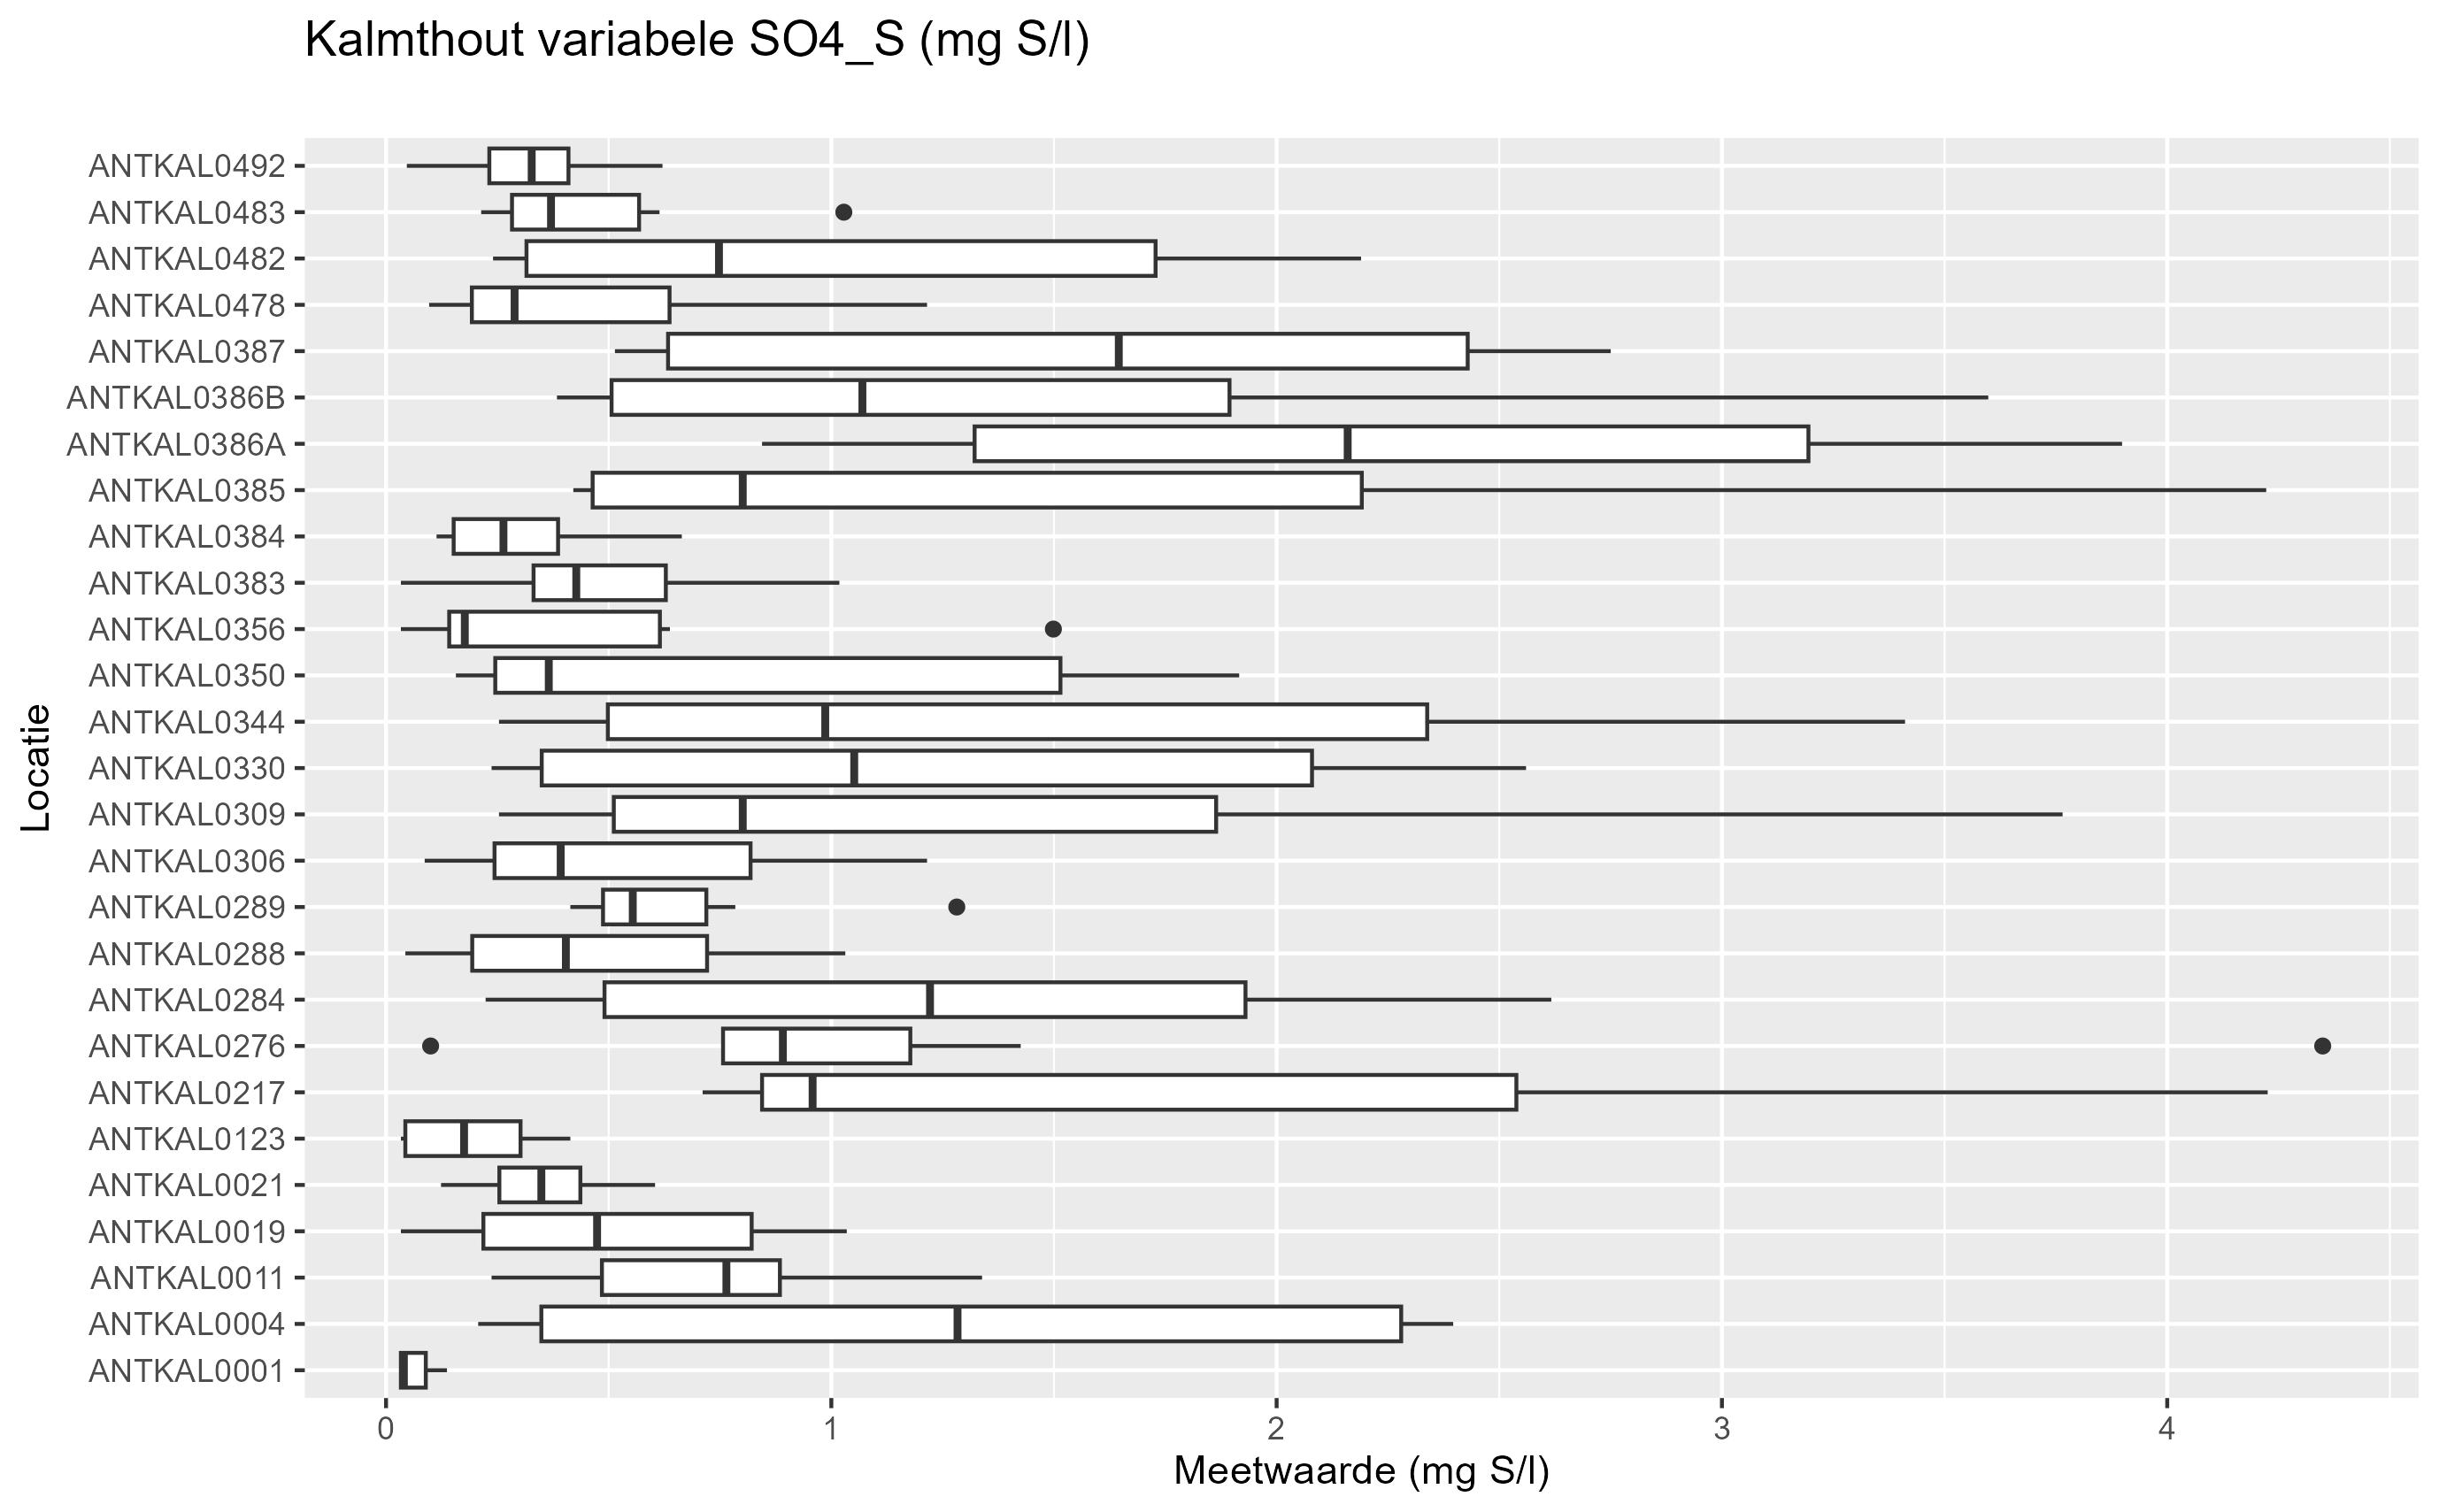 Kalmthout variabele SO4_S (mg S/l)
ANTKAL0492
ANTKAL0483
ANTKAL0482
ANTKAL0478
ANTKAL0387
ANTKAL0386B
ANTKAL0386A
ANTKAL0385
ANTKAL0384
ANTKAL0383
ANTKAL0356
ANTKAL0350
ANTKAL0344
ANTKAL0330
ANTKAL0309
ANTKAL0306
ANTKAL0289
ANTKAL0288
ANTKAL0284
ANTKAL0276
ANTKAL0217
ANTKAL0123
ANTKAL0021
ANTKAL0019
ANTKAL0011
ANTKAL0004
ANTKAL0001
Locatie
0 1 2 3 4
Meetwaarde (mg S/l)